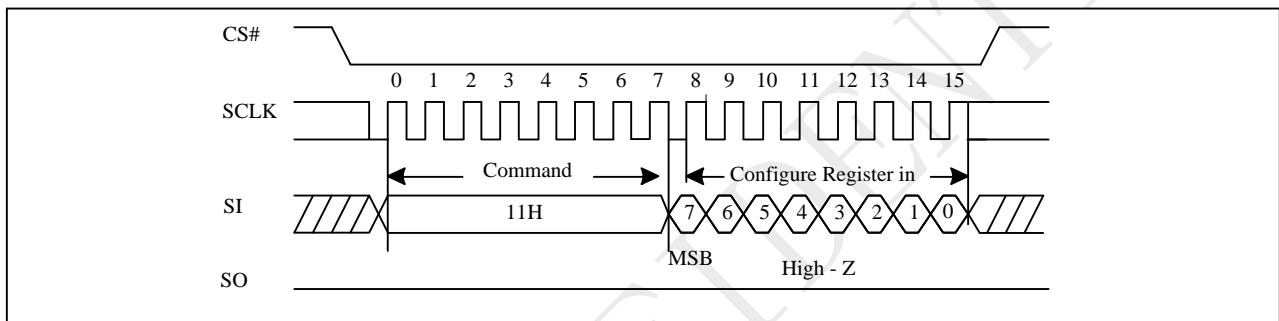 CS#
0 1 2 3 4 5 6 7 8 9 10 11 12 13 14 15
SCLK
Command
Configure Register in
SI
11H
7 6 5 4 3 2 1 0
MSB
High - Z
SO